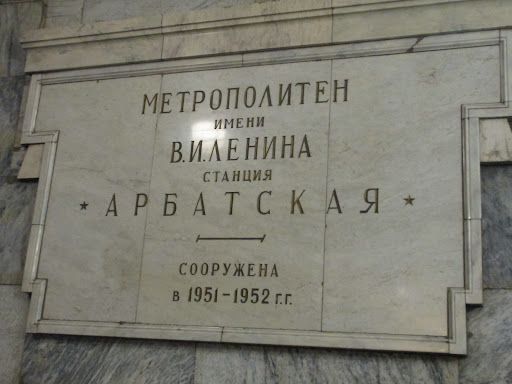 МЕТРОПОЛИТЕН
ИМЕНИ
В.И.ЛЕНИНА
СТАНЦИЯ
★ АРБАТСКАЯ ★
СООРУЖЕНА
В 1951-1952 Г.Г.